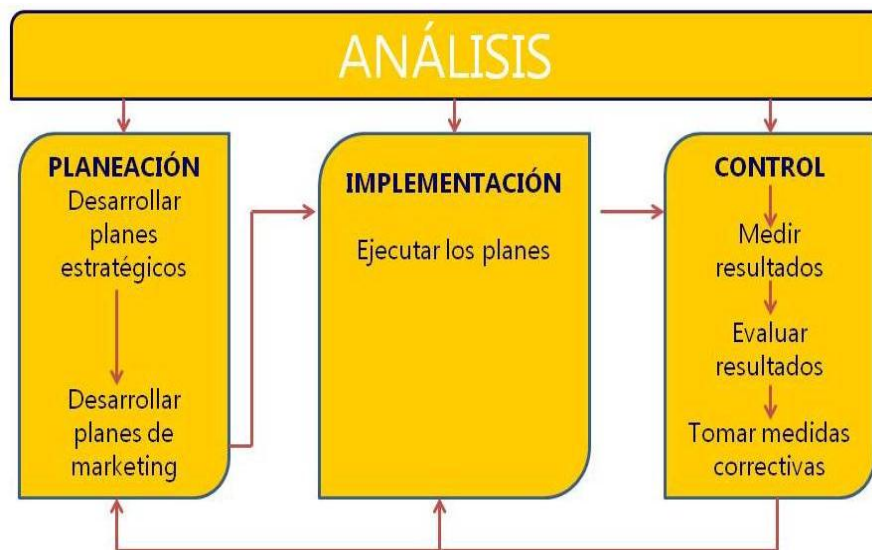 ANÁLISIS
PLANEACIÓN
Desarrollar
planes
estratégicos
Desarrollar
planes de
marketing
IMPLEMENTACIÓN
Ejecutar los planes
CONTROL
Medir
resultados
Evaluar
resultados
Tomar medidas
correctivas